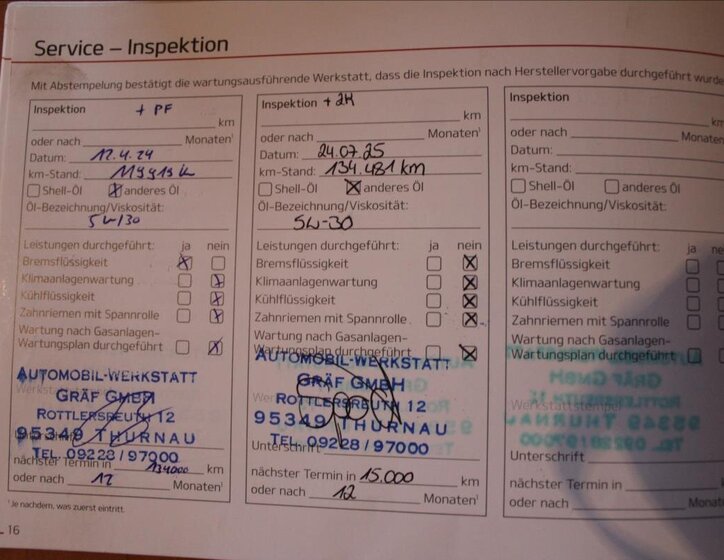 Service – Inspektion
Mit Abstempelung bestätigt die wartungsausführende Werkstatt, dass die Inspektion nach Herstellervorgabe durchgeführt wurde
Inspektion + PF
km
oder nach Monaten¹
Datum: 12.4.24
km-Stand: 119919 k
Shell-Öl anderes Öl
Öl-Bezeichnung/Viskosität:
5W/30
Leistungen durchgeführt: ja nein
Bremsflüssigkeit
Klimaanlagenwartung
Kühlflüssigkeit
Zahnriemen mit Spannrolle
Wartung nach Gasanlagen-
Wartungsplan durchgeführt
AUTOMOBIL-WERKSTATT
GRÄF GMBH
ROTTLERSREUTH 12
95349 THURNAU
TEL. 09228/97000
Unterschrift
nächster Termin in 134000 km
oder nach 12 Monaten¹
Inspektion + 2K
km
oder nach Monaten¹
Datum: 24.07.25
km-Stand: 134.481 km
Shell-Öl anderes Öl
Öl-Bezeichnung/Viskosität:
5W-30
Leistungen durchgeführt: ja nein
Bremsflüssigkeit
Klimaanlagenwartung
Kühlflüssigkeit
Zahnriemen mit Spannrolle
Wartung nach Gasanlagen-
Wartungsplan durchgeführt
AUTOMOBIL-WERKSTATT
GRÄF GMBH
ROTTLERSREUTH 12
95349 THURNAU
TEL. 09228/97000
Unterschrift
nächster Termin in 15.000 km
oder nach 12 Monaten¹
Inspektion
km
oder nach Monaten
Datum:
km-Stand:
Shell-Öl anderes Öl
Öl-Bezeichnung/Viskosität:
Leistungen durchgeführt: ja ne
Bremsflüssigkeit
Klimaanlagenwartung
Kühlflüssigkeit
Zahnriemen mit Spannrolle
Wartung nach Gasanlagen-
Wartungsplan durchgeführt
Werkstattstempel
Unterschrift
nächster Termin in km
oder nach Monaten
¹Je nachdem, was zuerst eintritt.
16